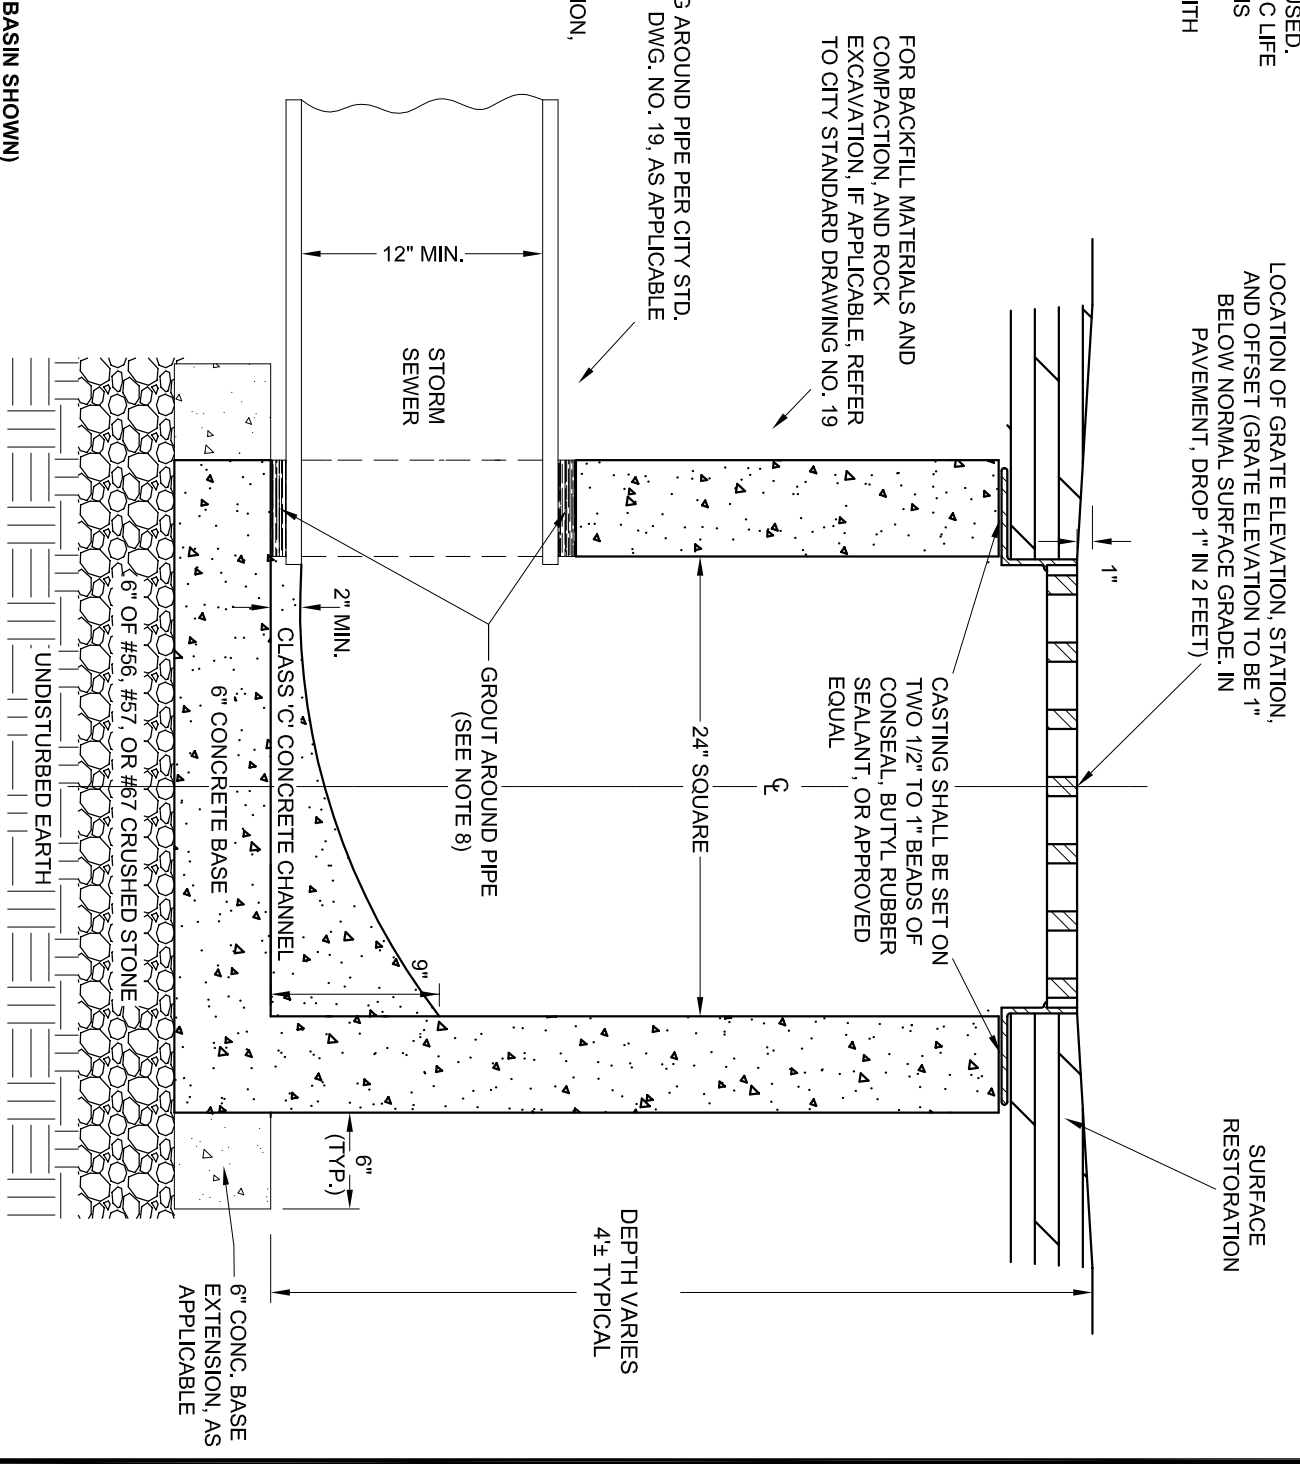 USED.
C LIFE
IS
ITH
LOCATION OF GRATE ELEVATION, STATION,
AND OFFSET (GRATE ELEVATION TO BE 1"
BELOW NORMAL SURFACE GRADE. IN
PAVEMENT, DROP 1" IN 2 FEET)
SURFACE
RESTORATION
1"
FOR BACKFILL MATERIALS AND
COMPACTION, AND ROCK
EXCAVATION, IF APPLICABLE, REFER
TO CITY STANDARD DRAWING NO. 19
CASTING SHALL BE SET ON
TWO 1/2" TO 1" BEADS OF
CONSEAL, BUTYL RUBBER
SEALANT, OR APPROVED
EQUAL
CL
24" SQUARE
G AROUND PIPE PER CITY STD.
DWG. NO. 19, AS APPLICABLE
ION,
DEPTH VARIES
4'± TYPICAL
GROUT AROUND PIPE
(SEE NOTE 8)
12" MIN.
STORM
SEWER
9"
2" MIN.
6"
(TYP.)
CLASS 'C' CONCRETE CHANNEL
6" CONCRETE BASE
6" CONC. BASE
EXTENSION, AS
APPLICABLE
6" OF #56, #57, OR #67 CRUSHED STONE
UNDISTURBED EARTH
BASIN SHOWN)